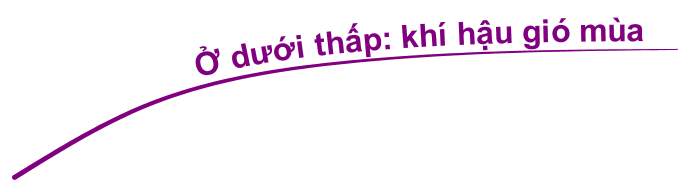 Ở dưới thấp: khí hậu gió mùa